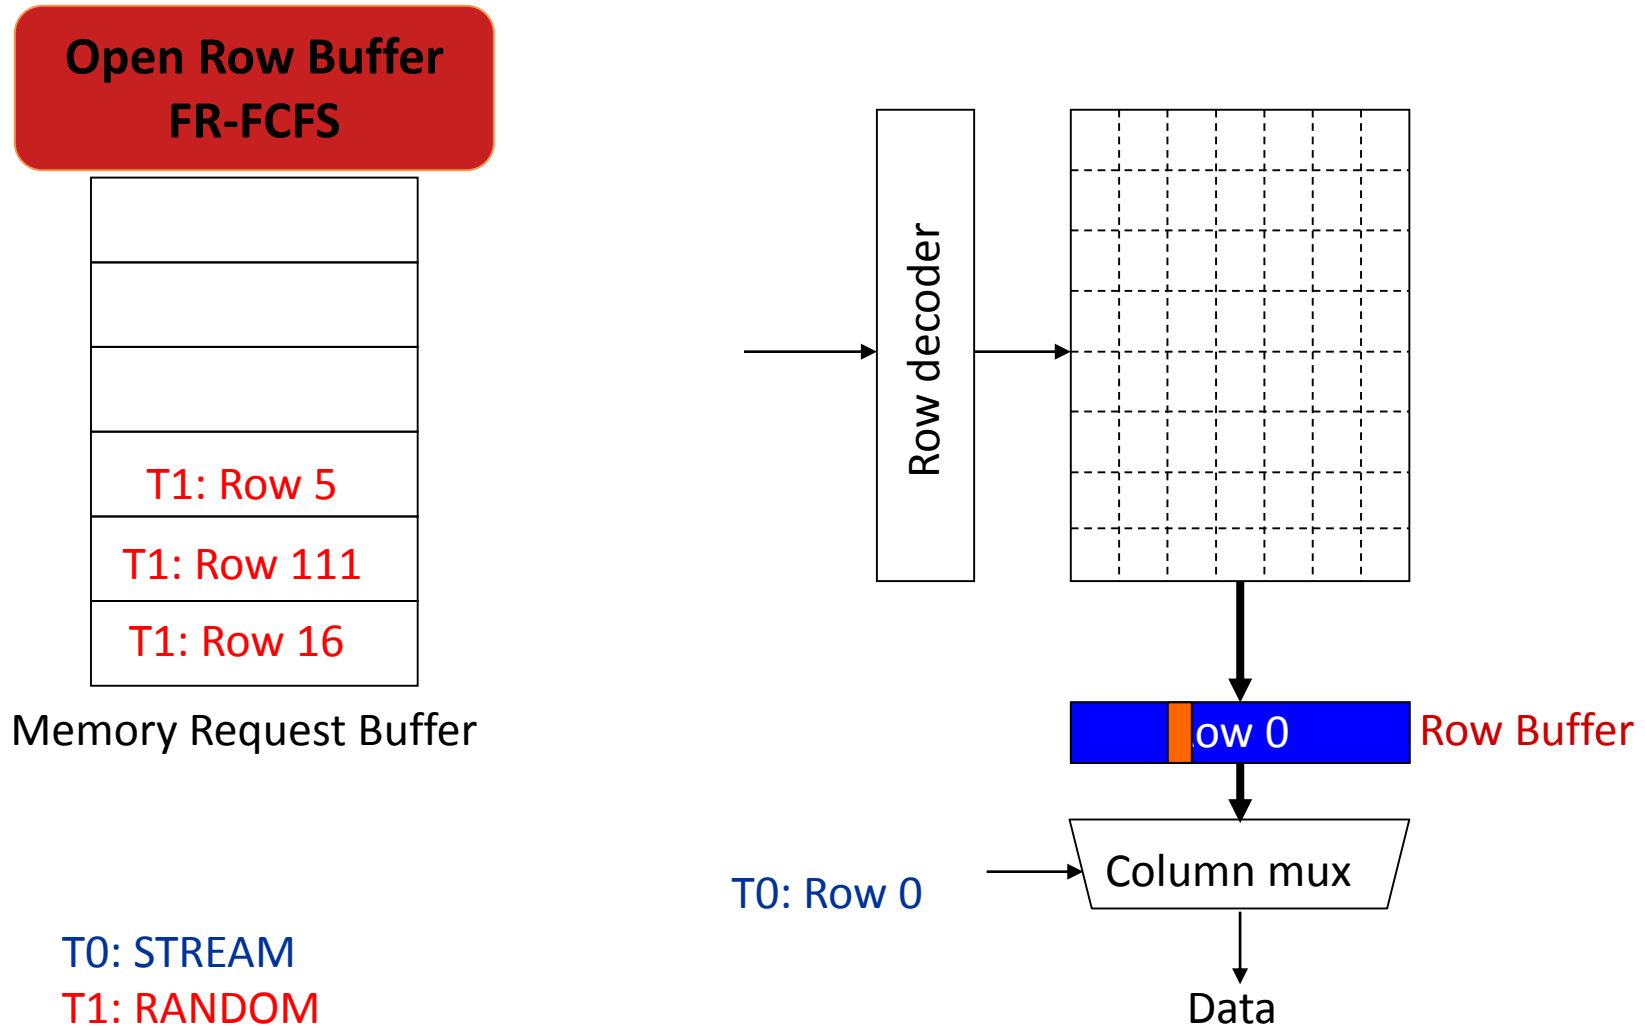 Open Row Buffer
FR-FCFS
T1: Row 5
T1: Row 111
T1: Row 16
Memory Request Buffer
T0: STREAM
T1: RANDOM
Row decoder
ow 0
Row Buffer
T0: Row 0
Column mux
Data